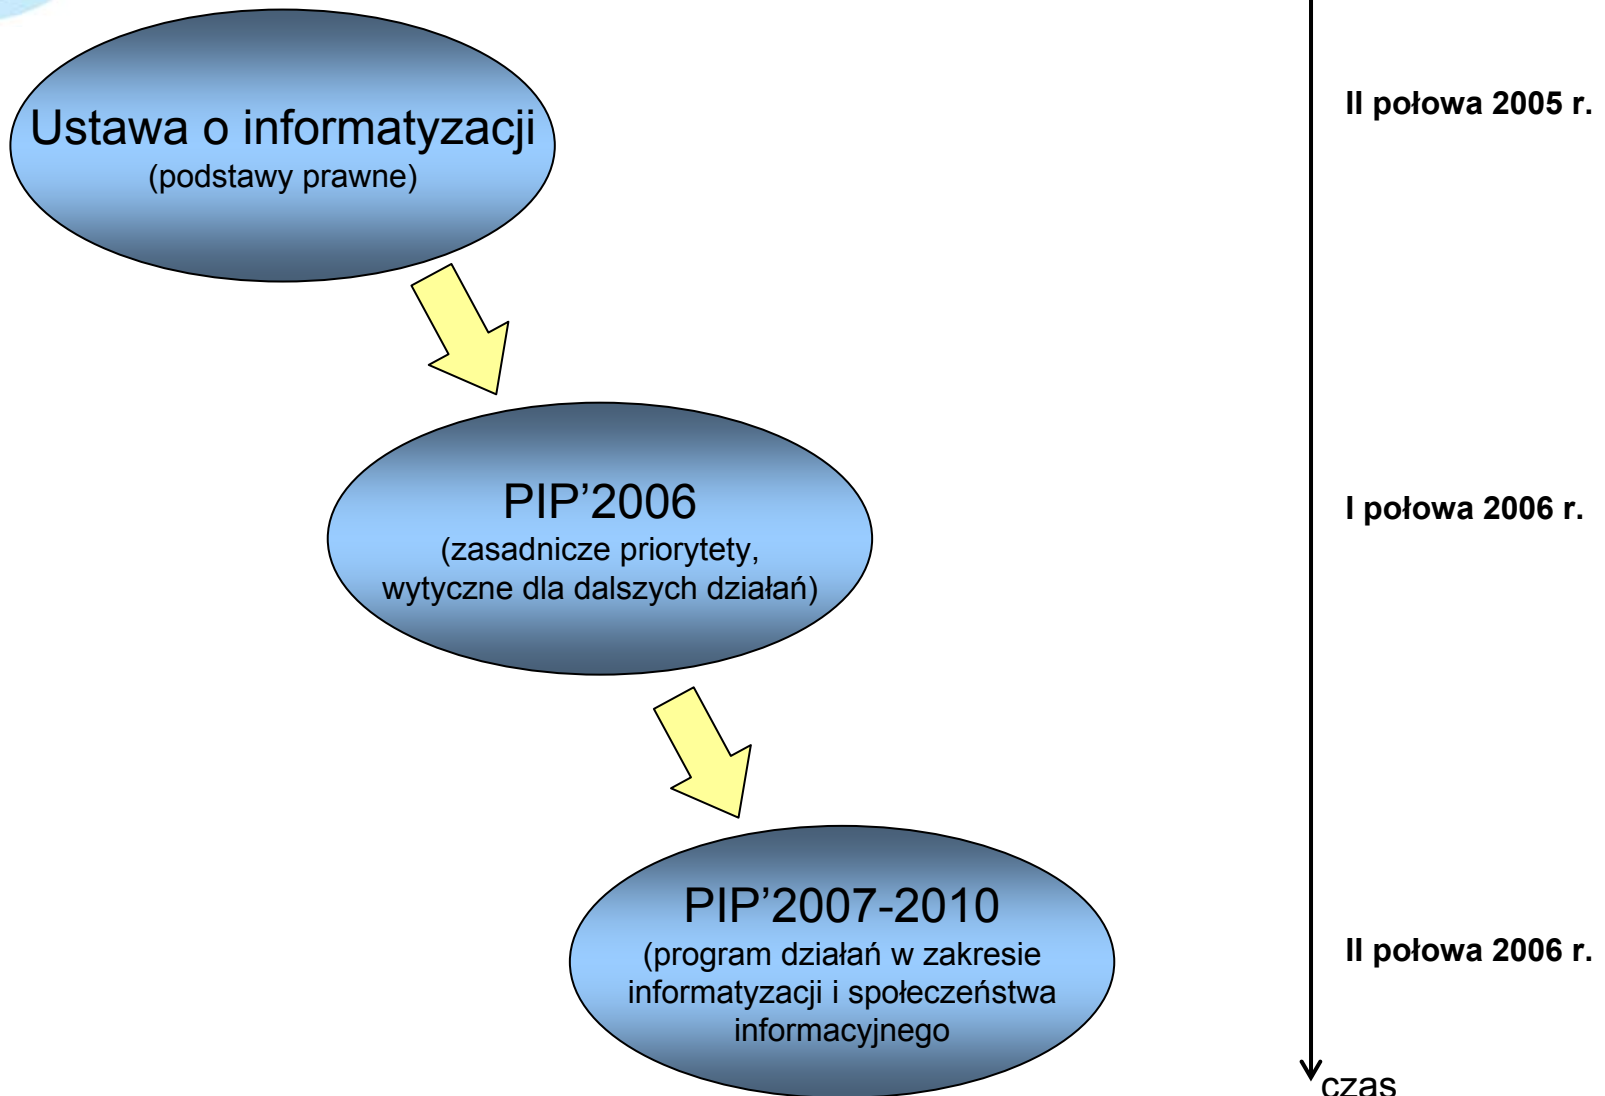 Ustawa o informatyzacji
(podstawy prawne)
II połowa 2005 r.
PIP’2006
(zasadnicze priorytety,
wytyczne dla dalszych działań)
I połowa 2006 r.
PIP’2007-2010
(program działań w zakresie
informatyzacji i społeczeństwa
informacyjnego
II połowa 2006 r.
czas